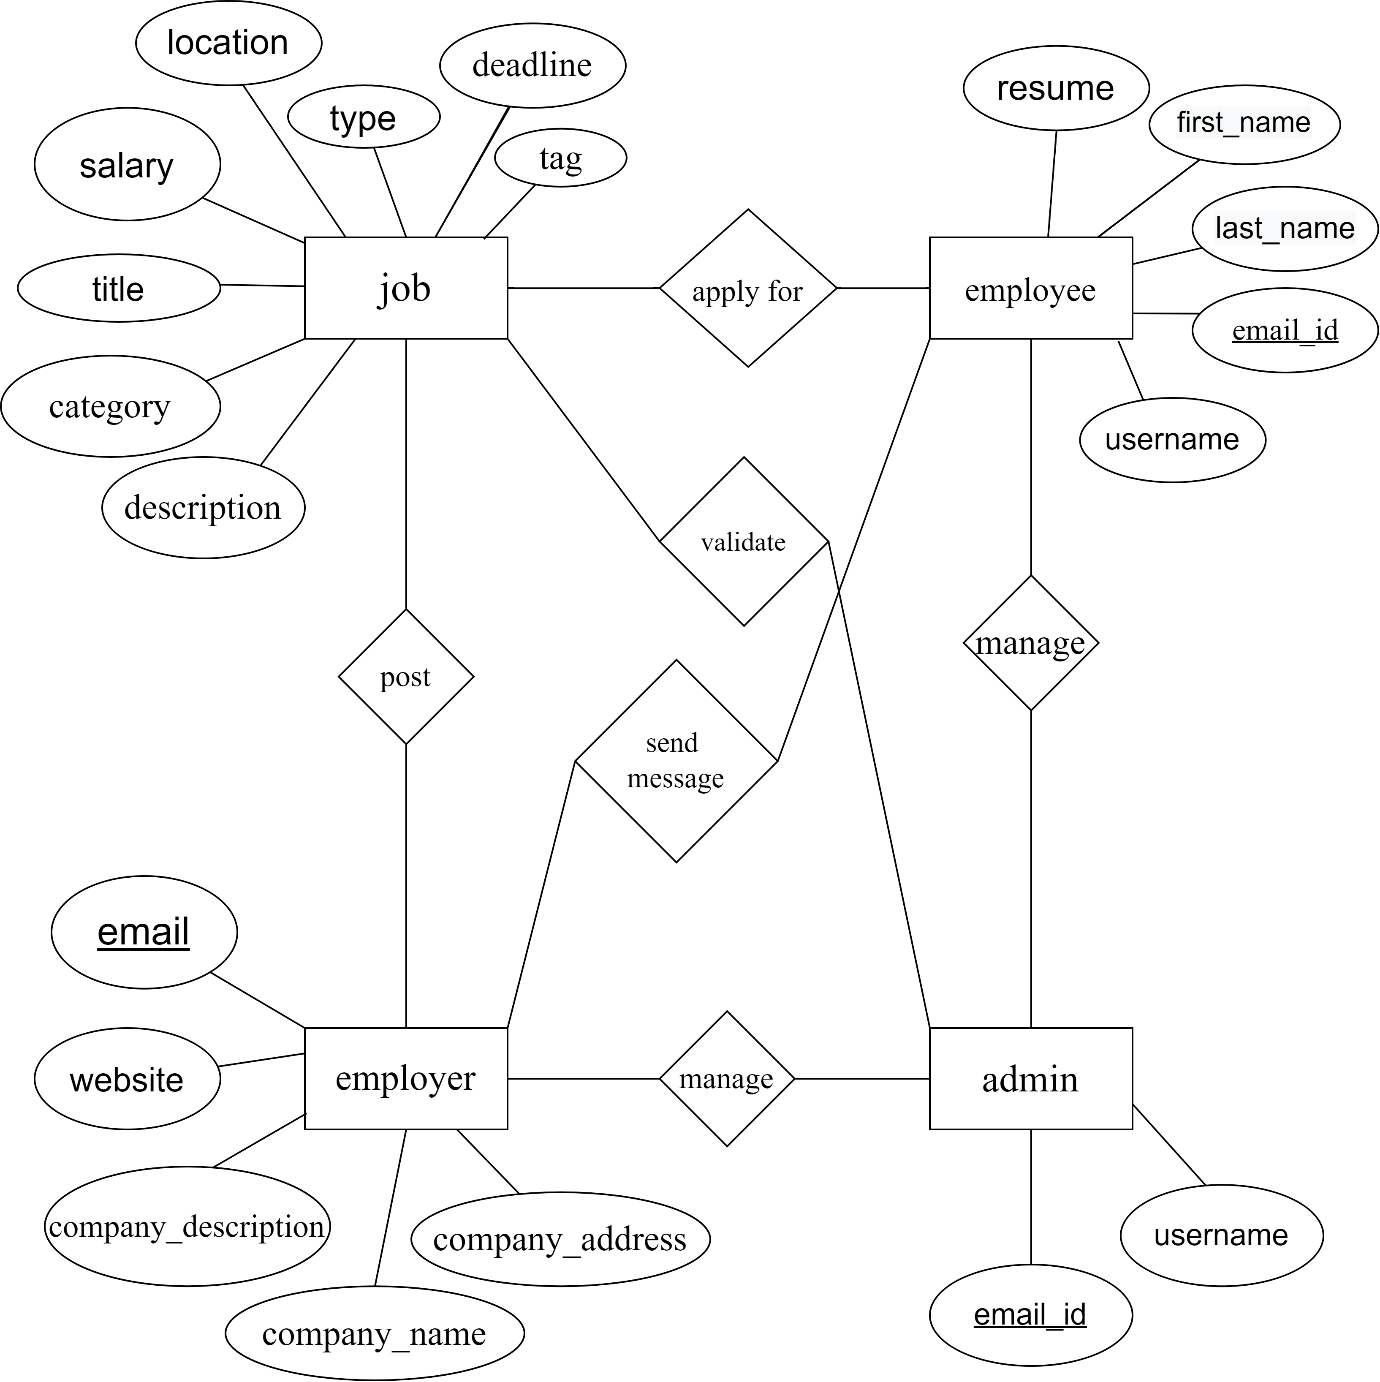 location
deadline
type
tag
salary
title
category
description
job
apply for
resume
first_name
last_name
email_id
username
employee
validate
post
send
message
manage
email
website
company_description
company_name
company_address
employer
manage
admin
username
email_id